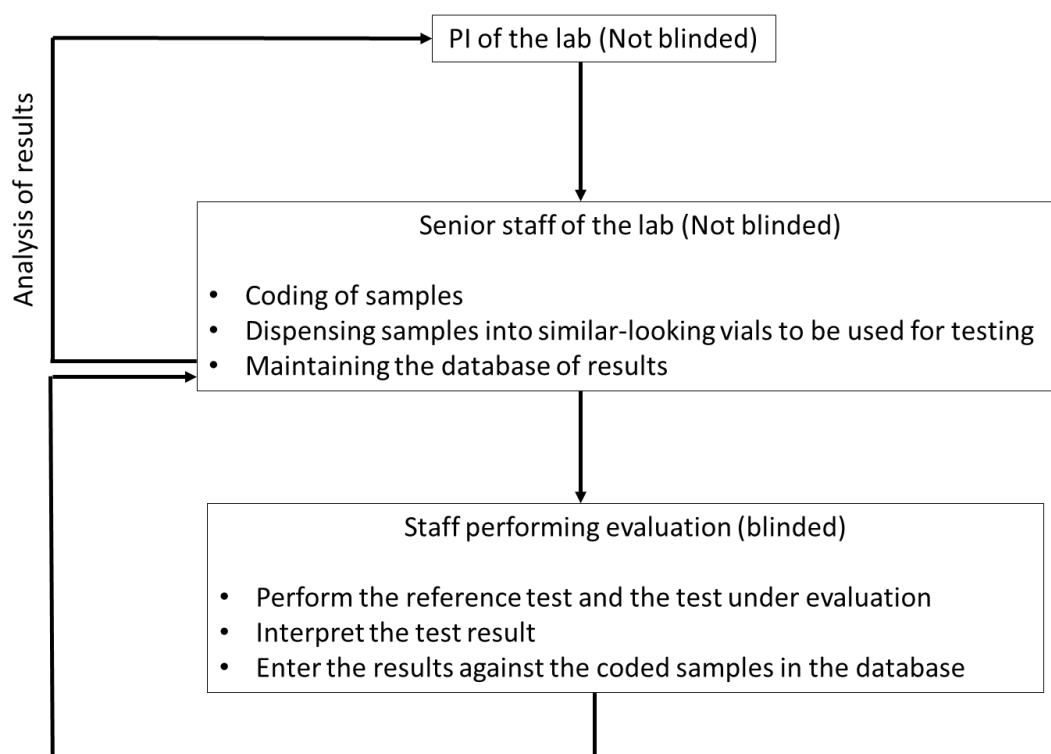 PI of the lab (Not blinded)
Analysis of results
Senior staff of the lab (Not blinded)
• Coding of samples
• Dispensing samples into similar-looking vials to be used for testing
• Maintaining the database of results
Staff performing evaluation (blinded)
• Perform the reference test and the test under evaluation
• Interpret the test result
• Enter the results against the coded samples in the database